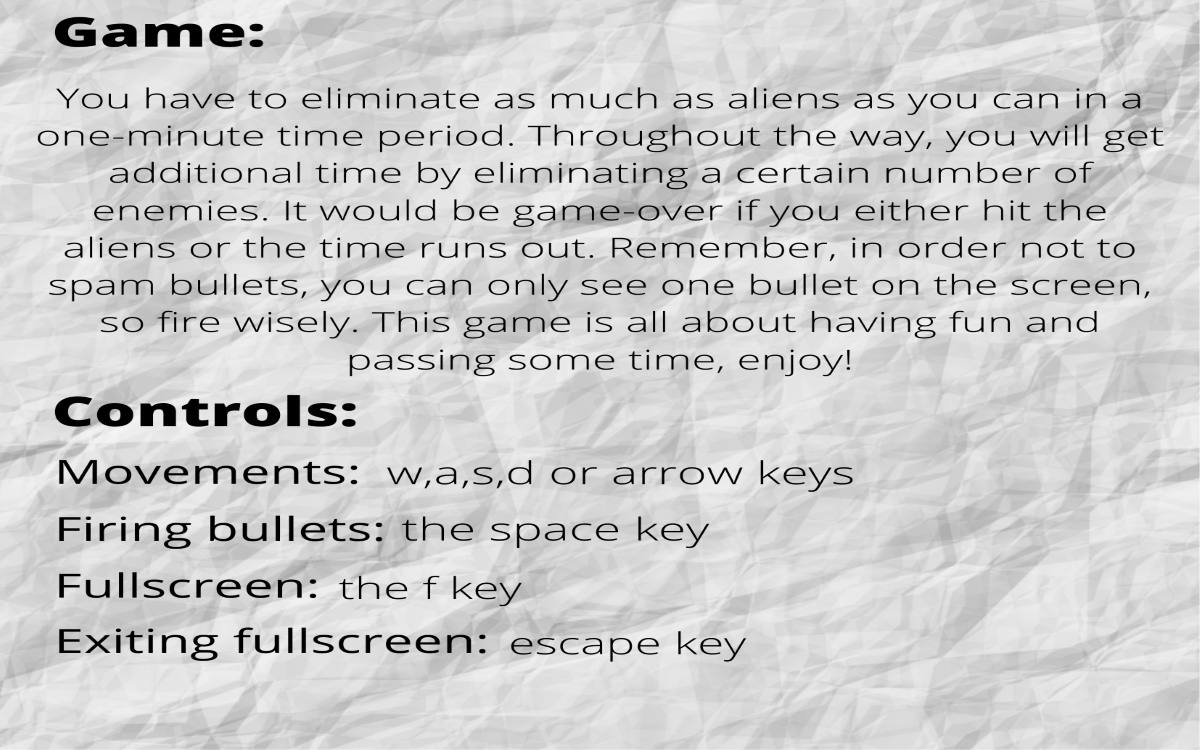 Game:
You have to eliminate as much as aliens as you can in a
one-minute time period. Throughout the way, you will get
additional time by eliminating a certain number of
enemies. It would be game-over if you either hit the
aliens or the time runs out. Remember, in order not to
spam bullets, you can only see one bullet on the screen,
so fire wisely. This game is all about having fun and
passing some time, enjoy!
Controls:
Movements: w,a,s,d or arrow keys
Firing bullets: the space key
Fullscreen: the f key
Exiting fullscreen: escape key